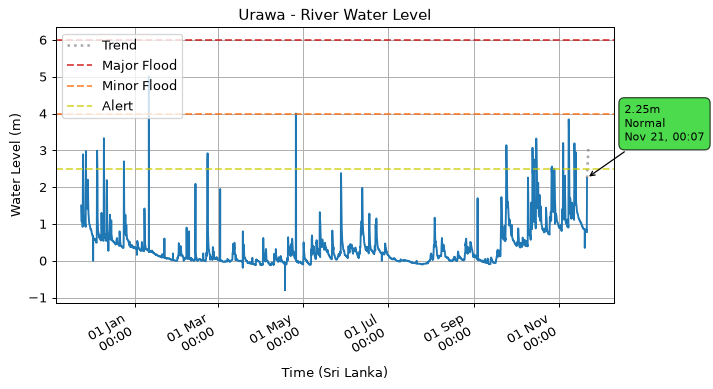 Urawa - River Water Level
Trend
Major Flood
Minor Flood
Alert
2.25m
Normal
Nov 21, 00:07
Water Level (m)
6
5
4
3
2
1
0
−1
01 Jan
00:00
01 Mar
00:00
01 May
00:00
01 Jul
00:00
01 Sep
00:00
01 Nov
00:00
Time (Sri Lanka)